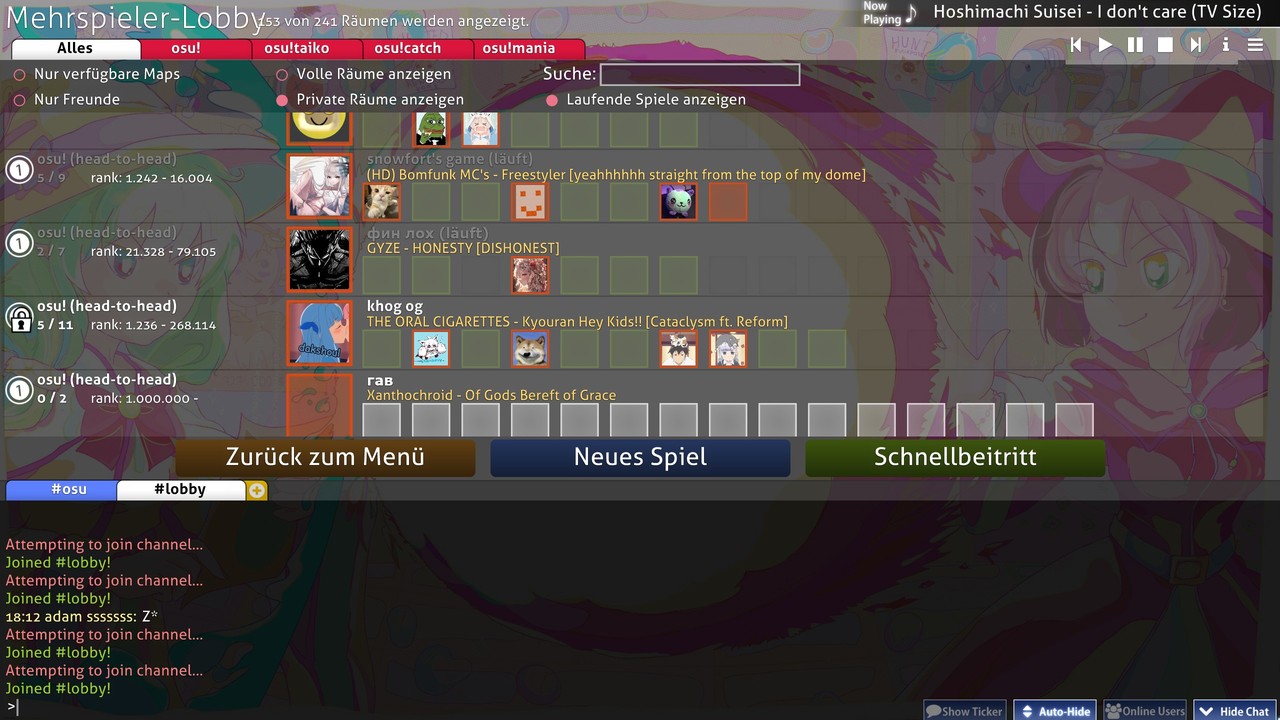 Mehrspieler-Lobby
153 von 241 Räumen werden angezeigt.
Now Playing
Hoshimachi Suisei - I don't care (TV Size)
Alles
osu!
osu!taiko
osu!catch
osu!mania
Nur verfügbare Maps
Volle Räume anzeigen
Suche:
Nur Freunde
Private Räume anzeigen
Laufende Spiele anzeigen
osu! (head-to-head)
1
5 / 9
rank: 1.242 - 16.004
snowfort's game (läuft)
(HD) Bomfunk MC's - Freestyler [yeahhhhhh straight from the top of my dome]
osu! (head-to-head)
1
2 / 7
rank: 21.328 - 79.105
фин лох (läuft)
GYZE - HONESTY [DISHONEST]
osu! (head-to-head)
5 / 11
rank: 1.236 - 268.114
dakshoul
khog og
THE ORAL CIGARETTES - Kyouran Hey Kids!! [Cataclysm ft. Reform]
osu! (head-to-head)
1
0 / 2
rank: 1.000.000 -
гав
Xanthochroid - Of Gods Bereft of Grace
Zurück zum Menü
Neues Spiel
Schnellbeitritt
#osu
#lobby
Attempting to join channel...
Joined #lobby!
Attempting to join channel...
Joined #lobby!
18:12 adam sssssss: Z*
Attempting to join channel...
Joined #lobby!
Attempting to join channel...
Joined #lobby!
>
Show Ticker
Auto-Hide
Online Users
Hide Chat